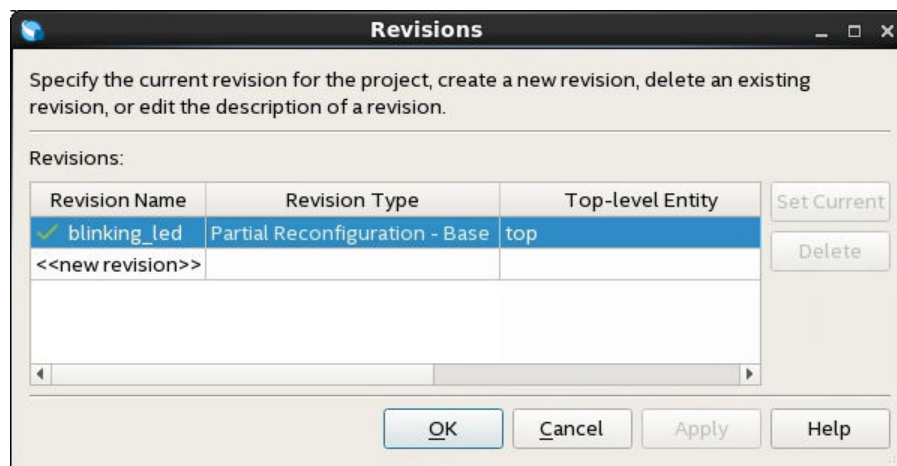 Revisions
Specify the current revision for the project, create a new revision, delete an existing
revision, or edit the description of a revision.
Revisions:
Revision Name Revision Type Top-level Entity Set Current
blinking_led Partial Reconfiguration - Base top
Delete
<<new revision>>
OK Cancel Apply Help